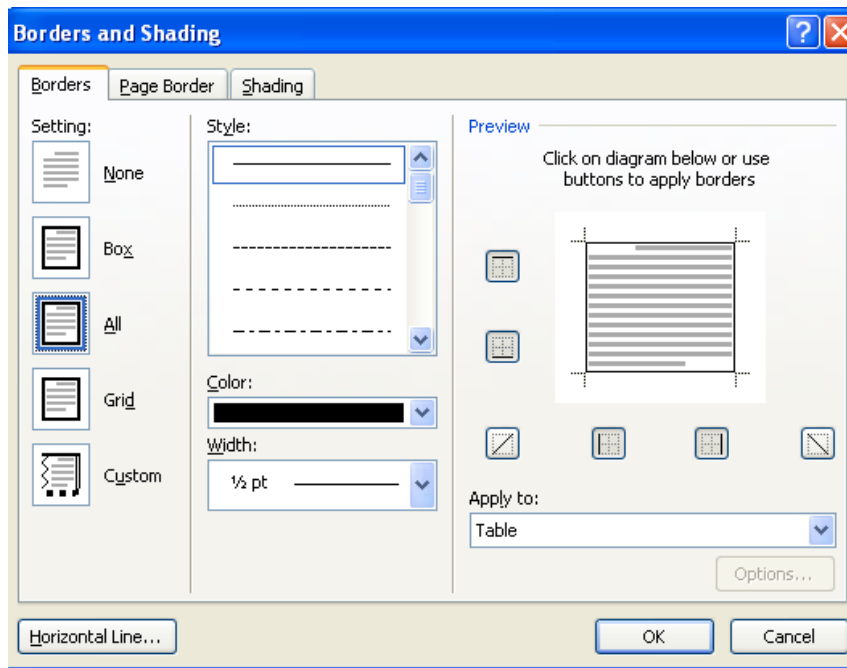 Borders and Shading
Borders
Page Border
Shading
Setting:
None
Box
All
Grid
Custom
Style:
Color:
Width:
½ pt
Preview
Click on diagram below or use
buttons to apply borders
Apply to:
Table
Options...
Horizontal Line...
OK
Cancel